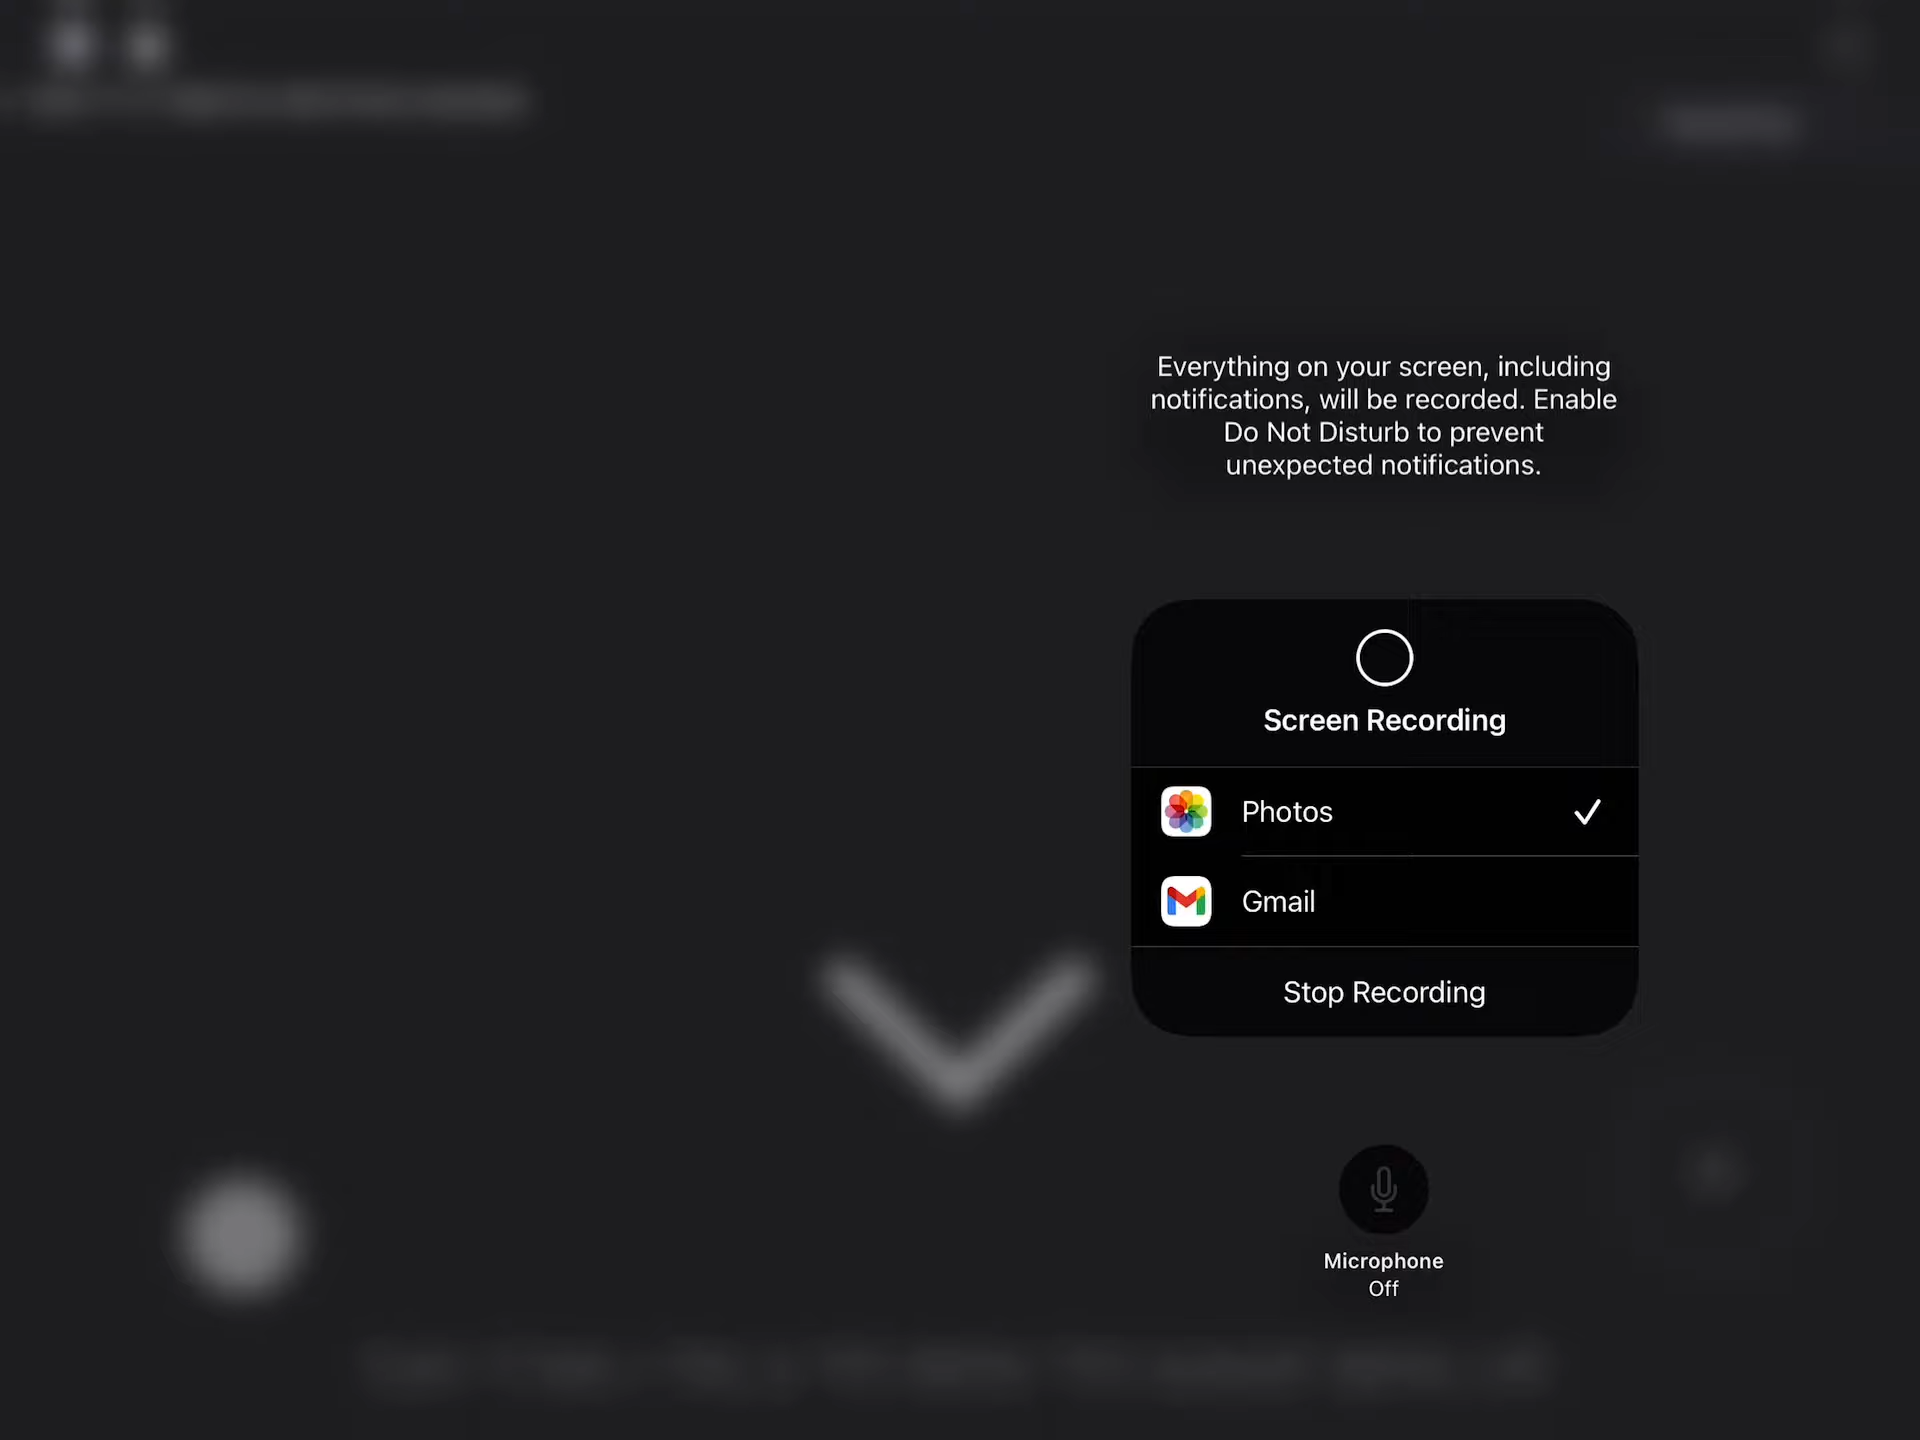 Everything on your screen, including
notifications, will be recorded. Enable
Do Not Disturb to prevent
unexpected notifications.
Screen Recording
Photos
Gmail
Stop Recording
Microphone
Off